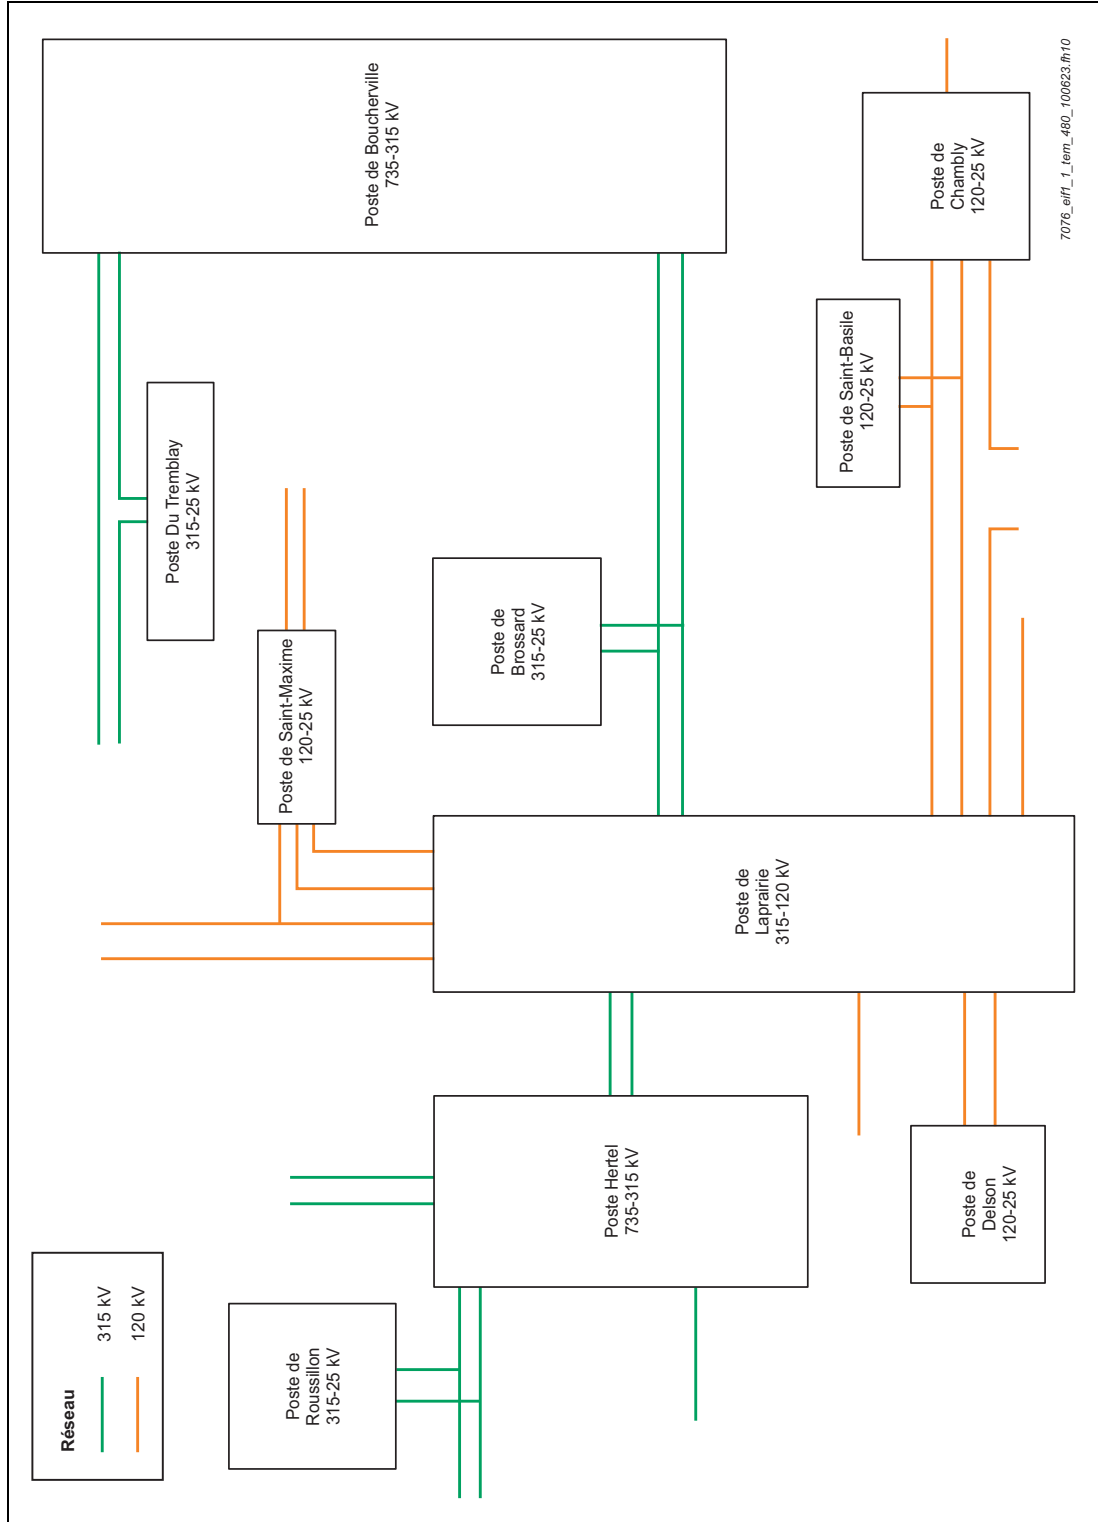 Réseau
315 kV
120 kV
Poste de
Roussillon
315-25 kV
Poste Hertel
735-315 kV
Poste de
Delson
120-25 kV
Poste de
Laprairie
315-120 kV
Poste de Saint-Maxime
120-25 kV
Poste Du Tremblay
315-25 kV
Poste de
Brossard
315-25 kV
Poste de Boucherville
735-315 kV
Poste de Saint-Basile
120-25 kV
Poste de
Chambly
120-25 kV
7076_eif1_1_tem_480_100623.fh10